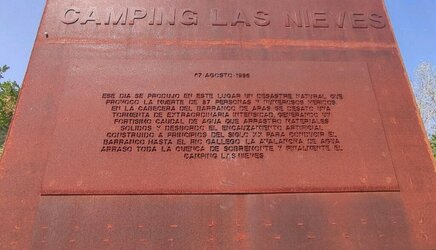 CAMPING LAS NIEVES
07 AGOSTO 1996
ESE DIA SE PRODUJO EN ESTE LUGAR UN DESASTRE NATURAL QUE
PROVOCO LA MUERTE DE 87 PERSONAS Y NUMEROSOS HERIDOS
EN LA CABECERA DEL BARRANCO DE ARAS SE DESATO UNA
TORMENTA DE EXTRAORDINARIA INTENSIDAD, GENERANDO UN
FORTISIMO CAUDAL DE AGUA QUE ARRASTRO MATERIALES
SOLIDOS Y DESBORDO EL ENCAUZAMIENTO ARTIFICIAL
CONSTRUIDO A PRINCIPIOS DEL SIGLO XX PARA CONDUCIR EL
BARRANCO HASTA EL RIO GALLEGO LA AVALANCHA DE AGUA
ARRASO TODA LA CUENCA DE SOBREMONTE Y FINALMENTE EL
CAMPING LAS NIEVES